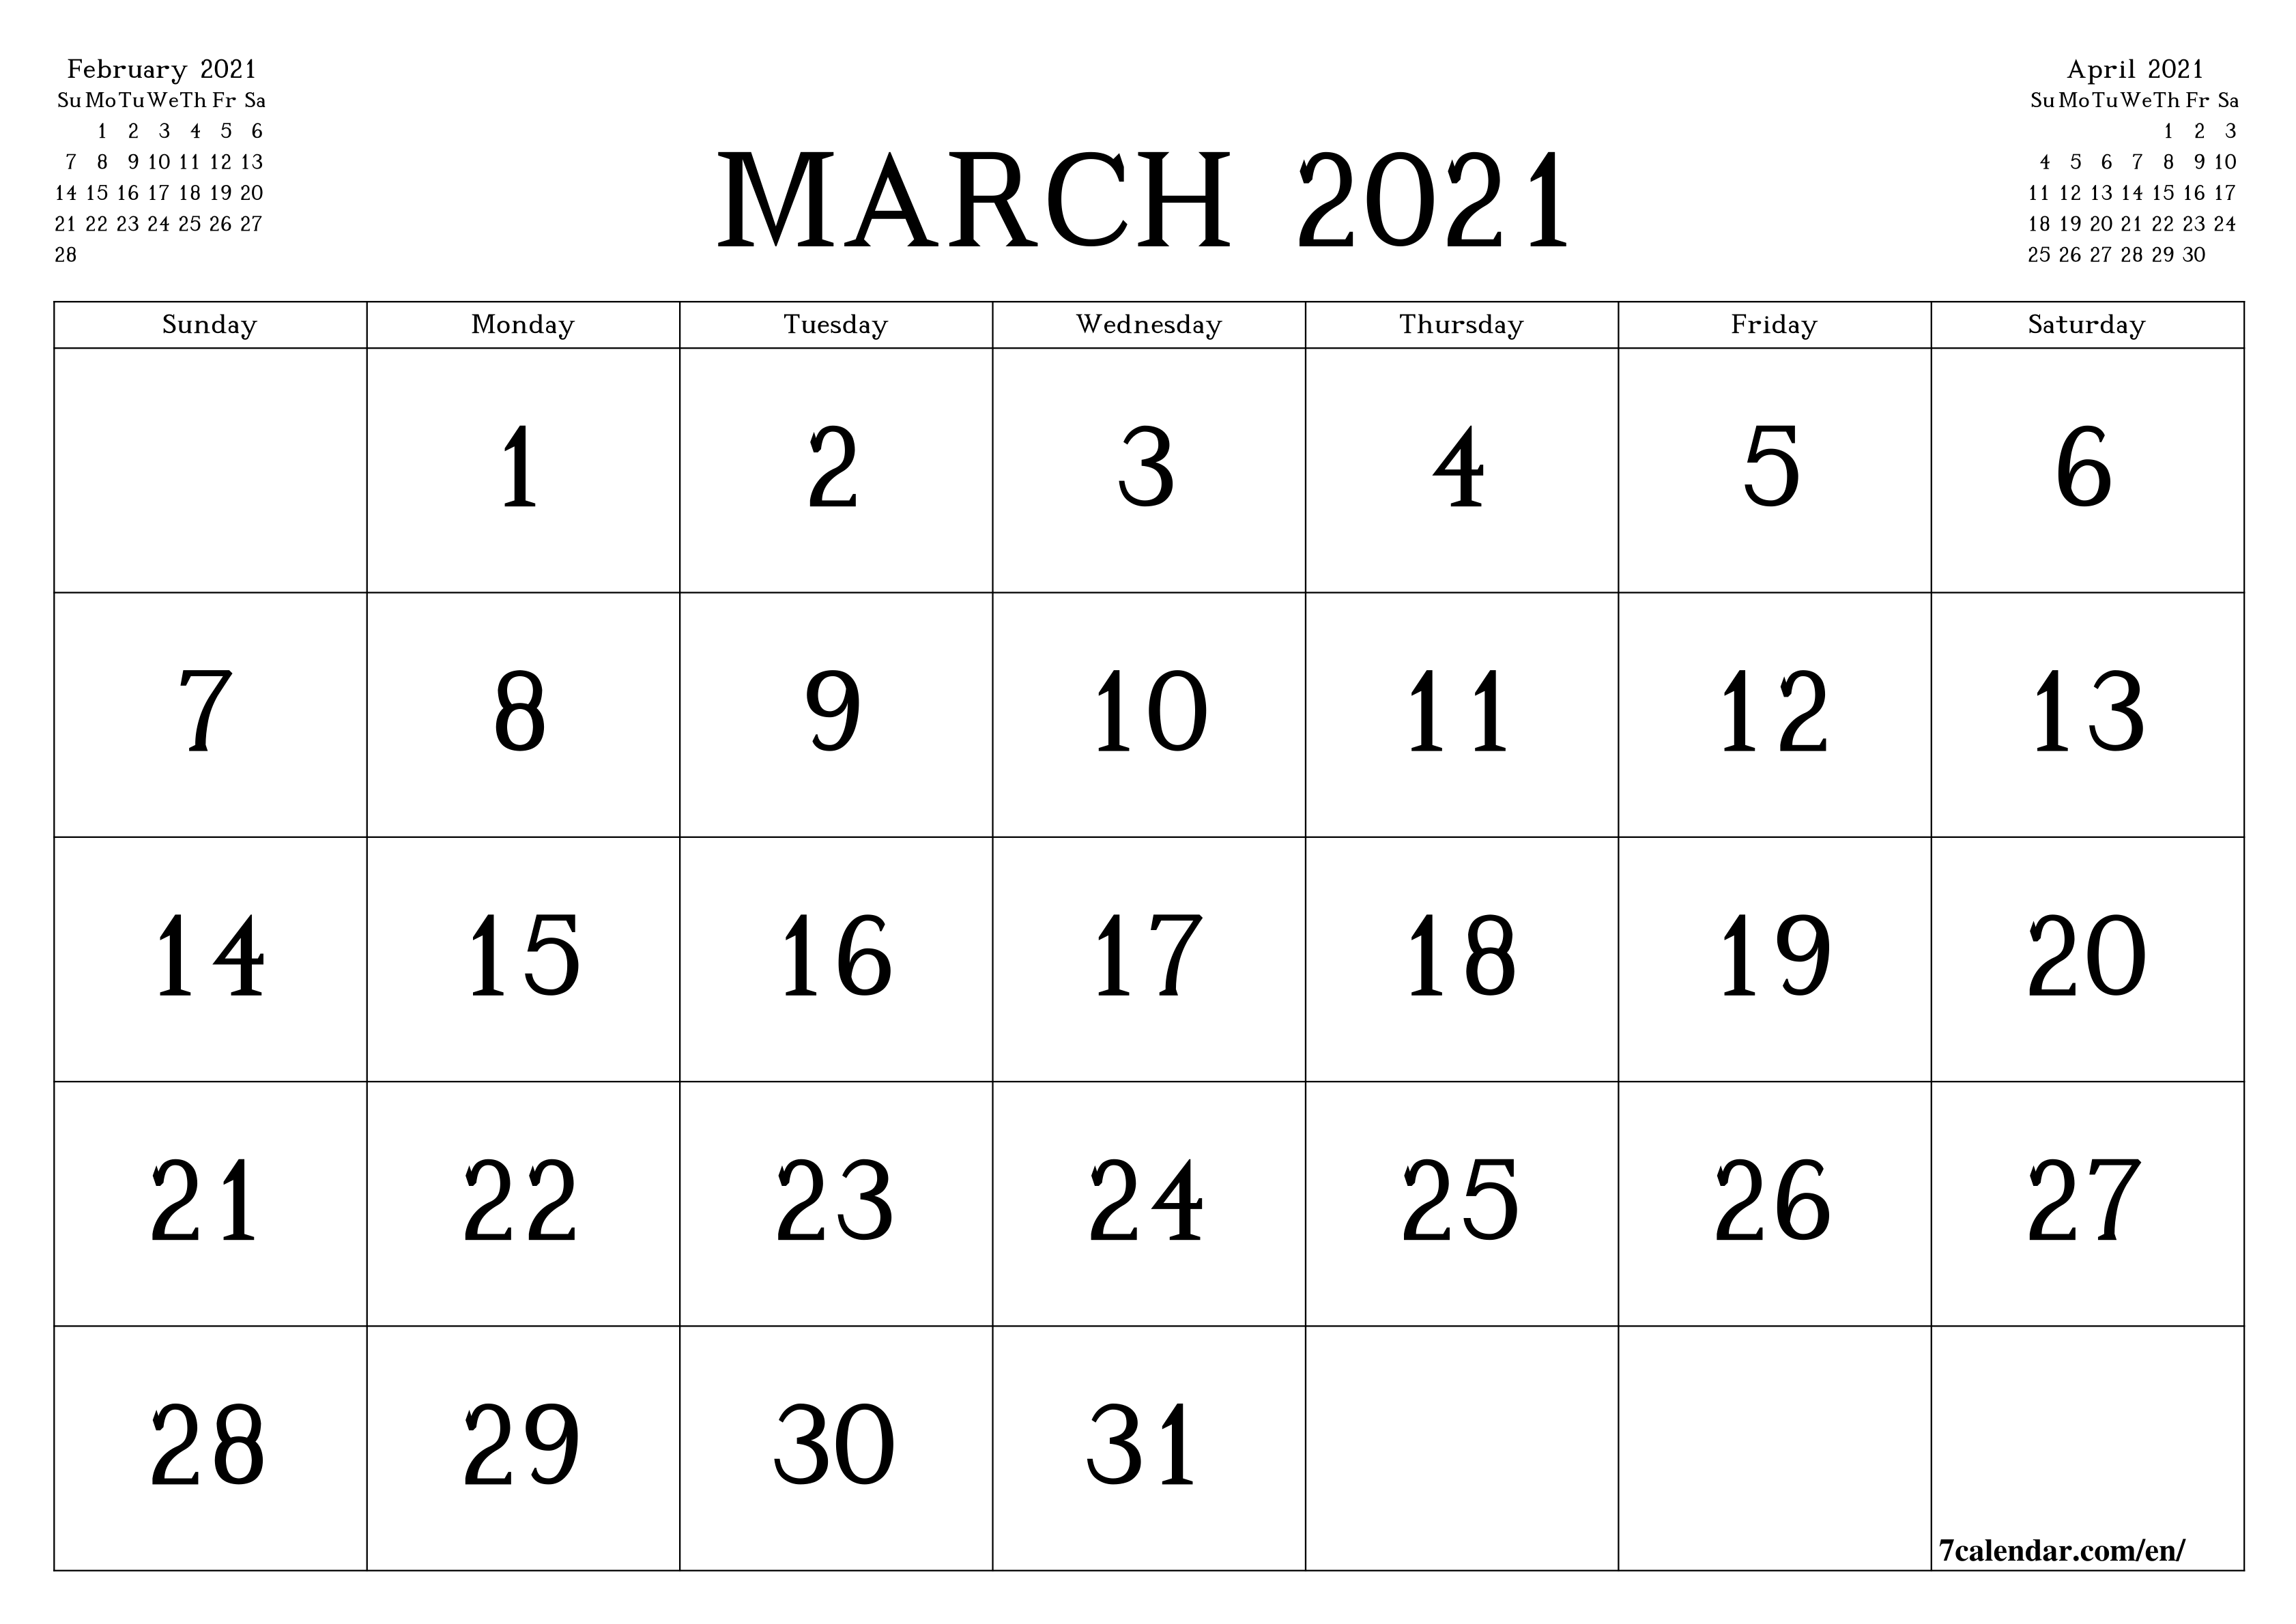 February 2021
Su Mo Tu We Th Fr Sa
1 2 3 4 5 6
7 8 9 10 11 12 13
14 15 16 17 18 19 20
21 22 23 24 25 26 27
28
MARCH 2021
April 2021
Su Mo Tu We Th Fr Sa
1 2 3
4 5 6 7 8 9 10
11 12 13 14 15 16 17
18 19 20 21 22 23 24
25 26 27 28 29 30
Sunday Monday Tuesday Wednesday Thursday Friday Saturday
1 2 3 4 5 6
7 8 9 10 11 12 13
14 15 16 17 18 19 20
21 22 23 24 25 26 27
28 29 30 31
7calendar.com/en/